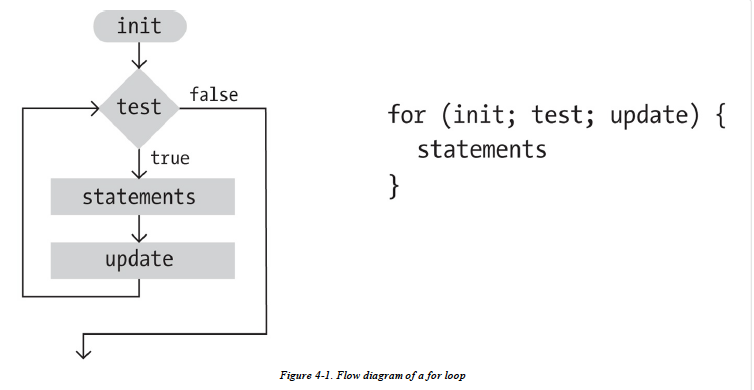 init
test
false
true
statements
update
for (init; test; update) {
statements
}
Figure 4-1. Flow diagram of a for loop